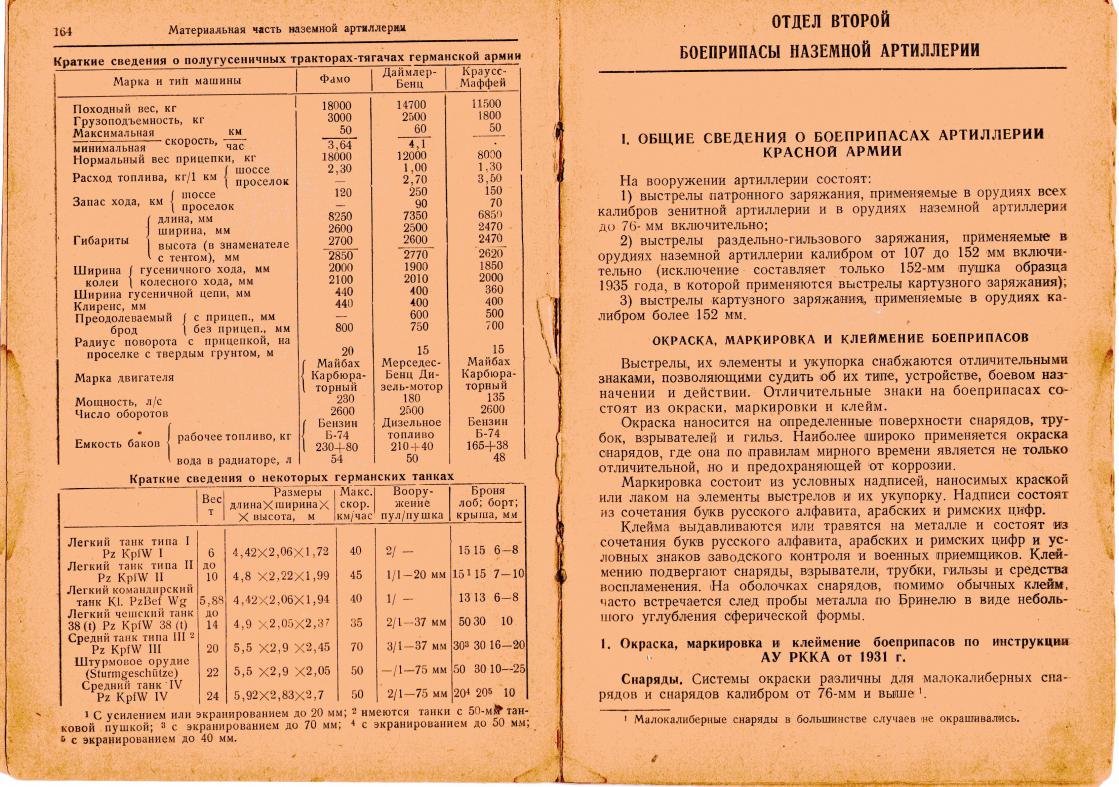 164
Материальная часть наземной артиллерии
Краткие сведения о полугусеничных тракторах-тягачах германской армии
Марка и тип машины | Фамо | Даймлер-Бенц | Краусс-Маффей
Походный вес, кг 18000 14700 11500
Грузоподъемность, кг 3000 2500 1800
Максимальная км 50 60 50
скорость,
минимальная час 3,64 4,1 -
Нормальный вес прицепки, кг 18000 12000 8000
Расход топлива, кг/1 км { шоссе 2,30 1,00 1,30
проселок — 2,70 3,50
Запас хода, км { шоссе 120 250 150
проселок — 90 70
длина, мм 8250 7350 6850
ширина, мм 2600 2500 2470
Гибариты
высота (в знаменателе 2700 2600 2470
с тентом), мм 2850 2770 2620
Ширина { гусеничного хода, мм 2000 1900 1850
колеи { колесного хода, мм 2100 2010 2000
Ширина гусеничной цепи, мм 440 400 360
Клиренс, мм 440 400 400
Преодолеваемый { с прицеп., мм — 600 500
брод { без прицеп., мм 800 750 700
Радиус поворота с прицепкой, на
проселке с твердым грунтом, м 20 15 15
Майбах Мерседес- Майбах
Марка двигателя Карбюра- Бенц Ди- Карбюра-
торный зель-мотор торный
Мощность, л/с 230 180 135
Число оборотов 2600 2500 2600
Бензин Дизельное Бензин
Емкость баков { рабочее топливо, кг Б-74 топливо Б-74
230+80 210+40 165+38
вода в радиаторе, л 54 50 48
Краткие сведения о некоторых германских танках
Вес т | Размеры длина×ширина× × высота, м | Макс. скор. км/час | Воору-жение пул/пушка | Броня лоб; борт; крыша, мм
Легкий танк типа I
Pz KpfW I 6 4,42×2,06×1,72 40 2/ — 15 15 6—8
Легкий танк типа II до
Pz KpfW II 10 4,8 ×2,22×1,99 45 1/1—20 мм 15¹ 15 7—10
Легкий командирский
танк Kl. PzBef Wg 5,88 4,42×2,06×1,94 40 1/ — 13 13 6—8
Легкий чешский танк до
38 (t) Pz KpfW 38 (t) 14 4,9 ×2,05×2,37 35 2/1—37 мм 50 30 10
Средни танк типа III ²
Pz KpfW III 20 5,5 ×2,9 ×2,45 70 3/1—37 мм 30³ 30 16—20
Штурмовое орудие
(Sturmgeschütze) 22 5,5 ×2,9 ×2,05 50 —/1—75 мм 50 30 10—25
Средний танк IV
Pz KpfW IV 24 5,92×2,83×2,7 50 2/1—75 мм 20⁴ 20⁵ 10
¹ С усилением или экранированием до 20 мм; ² имеются танки с 50-мм тан-
ковой пушкой; ³ с экранированием до 70 мм; ⁴ с экранированием до 50 мм;
⁵ с экранированием до 40 мм.
ОТДЕЛ ВТОРОЙ
БОЕПРИПАСЫ НАЗЕМНОЙ АРТИЛЛЕРИИ
I. ОБЩИЕ СВЕДЕНИЯ О БОЕПРИПАСАХ АРТИЛЛЕРИИ
КРАСНОЙ АРМИИ
На вооружении артиллерии состоят:
1) выстрелы патронного заряжания, применяемые в орудиях всех
калибров зенитной артиллерии и в орудиях наземной артиллерии
до 76- мм включительно;
2) выстрелы раздельно-гильзового заряжания, применяемые в
орудиях наземной артиллерии калибром от 107 до 152 мм включи-
тельно (исключение составляет только 152-мм пушка образца
1935 года, в которой применяются выстрелы картузного заряжания);
3) выстрелы картузного заряжания, применяемые в орудиях ка-
либром более 152 мм.
ОКРАСКА, МАРКИРОВКА И КЛЕЙМЕНИЕ БОЕПРИПАСОВ
Выстрелы, их элементы и укупорка снабжаются отличительными
знаками, позволяющими судить об их типе, устройстве, боевом наз-
начении и действии. Отличительные знаки на боеприпасах со-
стоят из окраски, маркировки и клейм.
Окраска наносится на определенные поверхности снарядов, тру-
бок, взрывателей и гильз. Наиболее широко применяется окраска
снарядов, где она по правилам мирного времени является не только
отличительной, но и предохраняющей от коррозии.
Маркировка состоит из условных надписей, наносимых краской
или лаком на элементы выстрелов и их укупорку. Надписи состоят
из сочетания букв русского алфавита, арабских и римских цифр.
Клейма выдавливаются или травятся на металле и состоят из
сочетания букв русского алфавита, арабских и римских цифр и ус-
ловных знаков заводского контроля и военных приемщиков. Клей-
мению подвергают снаряды, взрыватели, трубки, гильзы и средства
воспламенения. На оболочках снарядов, помимо обычных клейм,
часто встречается след пробы металла по Бринелю в виде неболь-
шого углубления сферической формы.
1. Окраска, маркировка и клеймение боеприпасов по инструкции
АУ РККА от 1931 г.
Снаряды. Системы окраски различны для малокалиберных сна-
рядов и снарядов калибром от 76-мм и выше ¹.
¹ Малокалиберные снаряды в большинстве случаев не окрашивались.